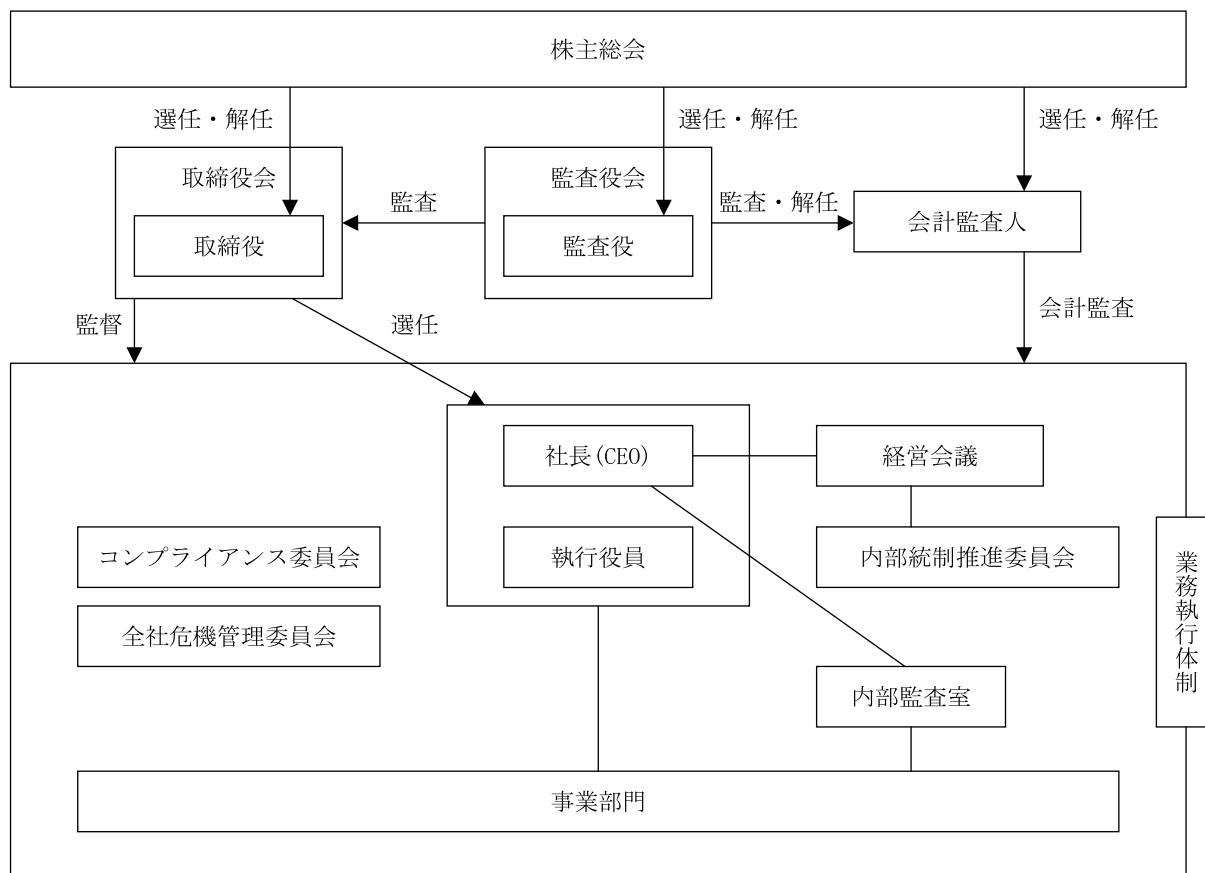 株主総会
選任・解任
選任・解任
選任・解任
取締役会
監査役会
監査
監査・解任
会計監査人
取締役
監査役
監督
選任
会計監査
社長(CEO)
経営会議
コンプライアンス委員会
執行役員
内部統制推進委員会
全社危機管理委員会
業務執行体制
内部監査室
事業部門